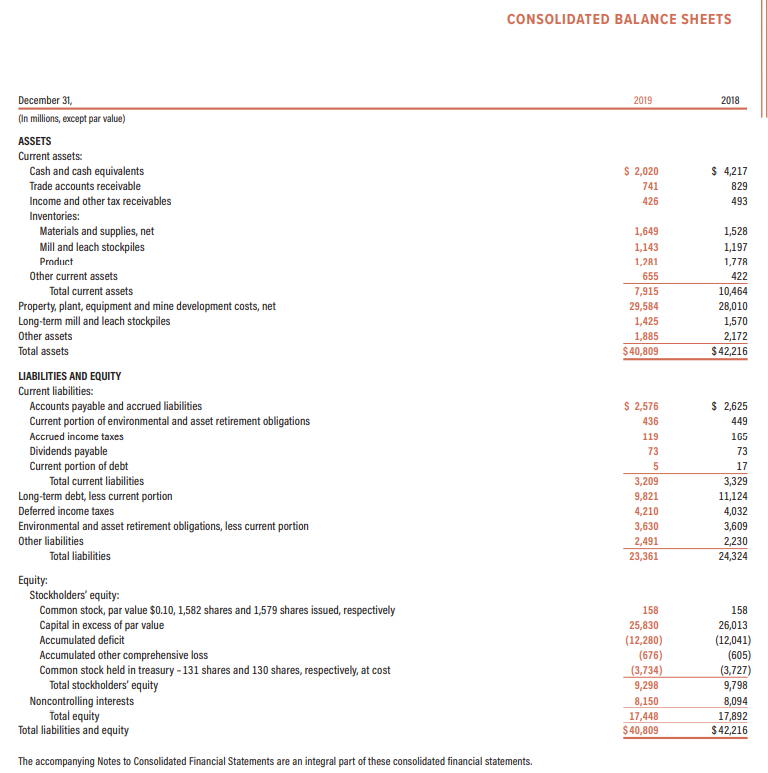 CONSOLIDATED BALANCE SHEETS
December 31, 2019 2018
(In millions, except par value)
ASSETS
Current assets:
Cash and cash equivalents $ 2,020 $ 4,217
Trade accounts receivable 741 829
Income and other tax receivables 426 493
Inventories:
Materials and supplies, net 1,649 1,528
Mill and leach stockpiles 1,143 1,197
Product 1,281 1,778
Other current assets 655 422
Total current assets 7,915 10,464
Property, plant, equipment and mine development costs, net 29,584 28,010
Long-term mill and leach stockpiles 1,425 1,570
Other assets 1,885 2,172
Total assets $ 40,809 $ 42,216
LIABILITIES AND EQUITY
Current liabilities:
Accounts payable and accrued liabilities $ 2,576 $ 2,625
Current portion of environmental and asset retirement obligations 436 449
Accrued income taxes 119 165
Dividends payable 73 73
Current portion of debt 5 17
Total current liabilities 3,209 3,329
Long-term debt, less current portion 9,821 11,124
Deferred income taxes 4,210 4,032
Environmental and asset retirement obligations, less current portion 3,630 3,609
Other liabilities 2,491 2,230
Total liabilities 23,361 24,324
Equity:
Stockholders' equity:
Common stock, par value $0.10, 1,582 shares and 1,579 shares issued, respectively 158 158
Capital in excess of par value 25,830 26,013
Accumulated deficit (12,280) (12,041)
Accumulated other comprehensive loss (676) (605)
Common stock held in treasury – 131 shares and 130 shares, respectively, at cost (3,734) (3,727)
Total stockholders' equity 9,298 9,798
Noncontrolling interests 8,150 8,094
Total equity 17,448 17,892
Total liabilities and equity $ 40,809 $ 42,216
The accompanying Notes to Consolidated Financial Statements are an integral part of these consolidated financial statements.